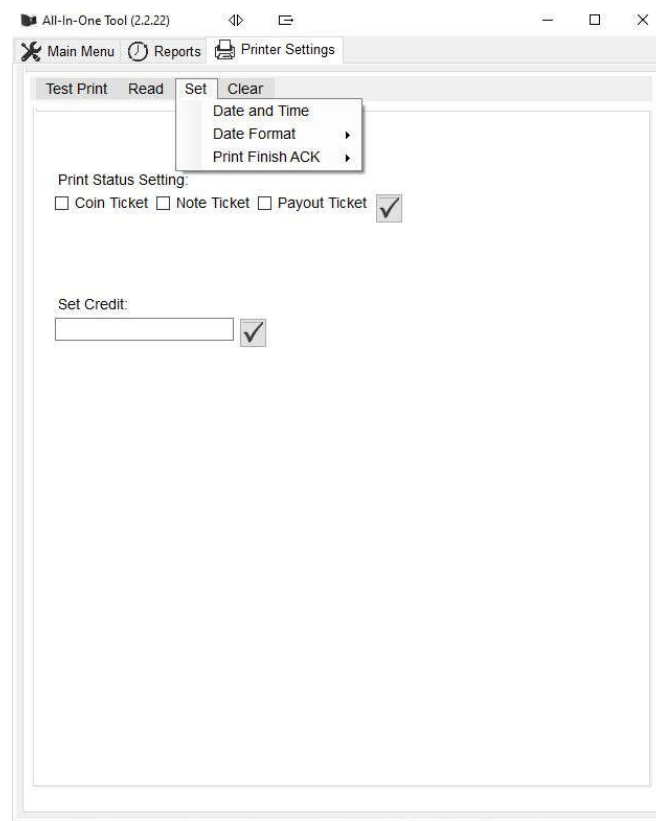 All-In-One Tool (2.2.22)
Main Menu Reports Printer Settings
Test Print Read Set Clear
Date and Time
Date Format
Print Finish ACK
Print Status Setting:
Coin Ticket Note Ticket Payout Ticket
Set Credit: